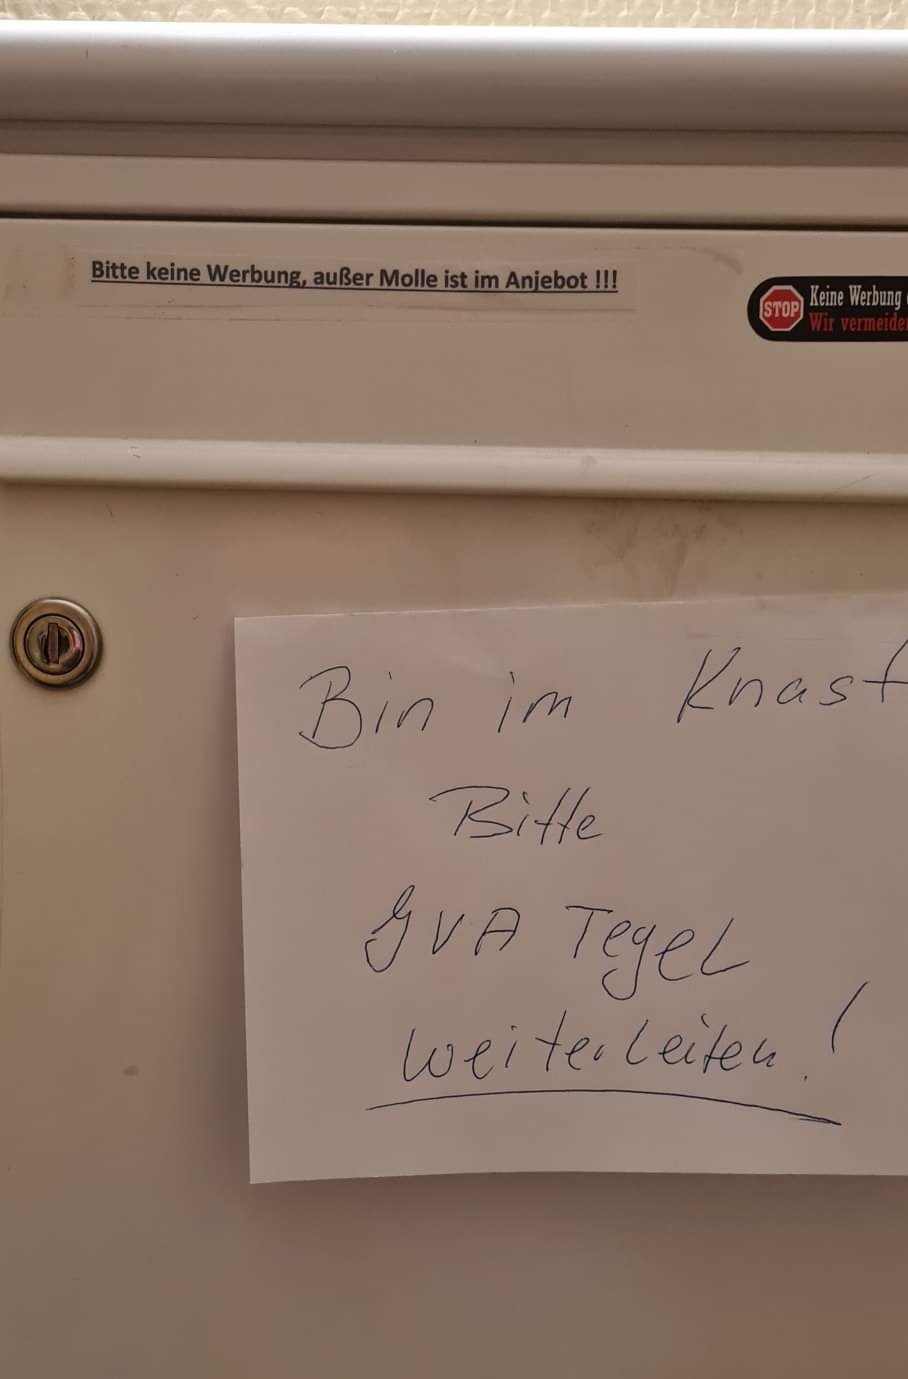 Bitte keine Werbung, außer Molle ist im Anjebot !!!
STOP
Keine Werbung
Wir vermeide
Bin im Knast
Bitte
JVA Tegel
weiterleiten!